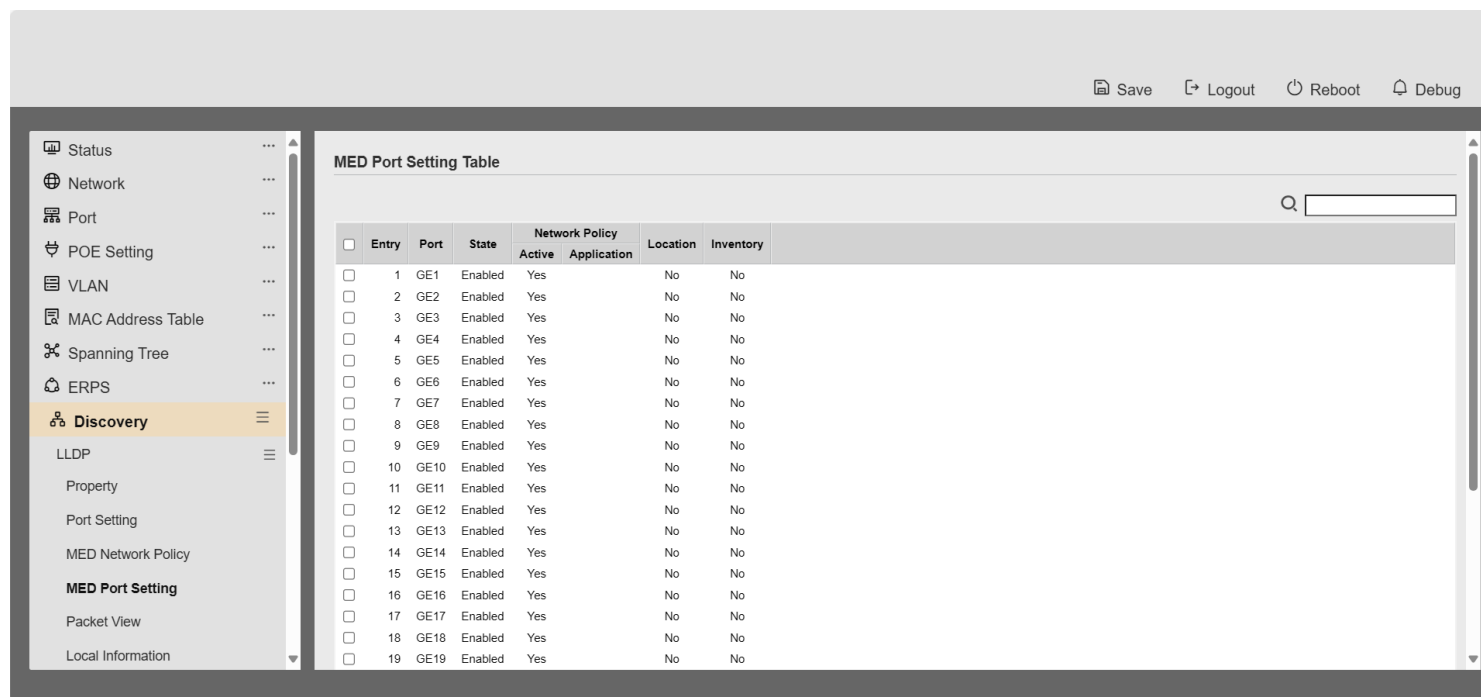 Save Logout Reboot Debug
Status
Network
Port
POE Setting
VLAN
MAC Address Table
Spanning Tree
ERPS
Discovery
LLDP
Property
Port Setting
MED Network Policy
MED Port Setting
Packet View
Local Information
MED Port Setting Table
Entry Port State Network Policy Location Inventory
Active Application
1 GE1 Enabled Yes No No
2 GE2 Enabled Yes No No
3 GE3 Enabled Yes No No
4 GE4 Enabled Yes No No
5 GE5 Enabled Yes No No
6 GE6 Enabled Yes No No
7 GE7 Enabled Yes No No
8 GE8 Enabled Yes No No
9 GE9 Enabled Yes No No
10 GE10 Enabled Yes No No
11 GE11 Enabled Yes No No
12 GE12 Enabled Yes No No
13 GE13 Enabled Yes No No
14 GE14 Enabled Yes No No
15 GE15 Enabled Yes No No
16 GE16 Enabled Yes No No
17 GE17 Enabled Yes No No
18 GE18 Enabled Yes No No
19 GE19 Enabled Yes No No